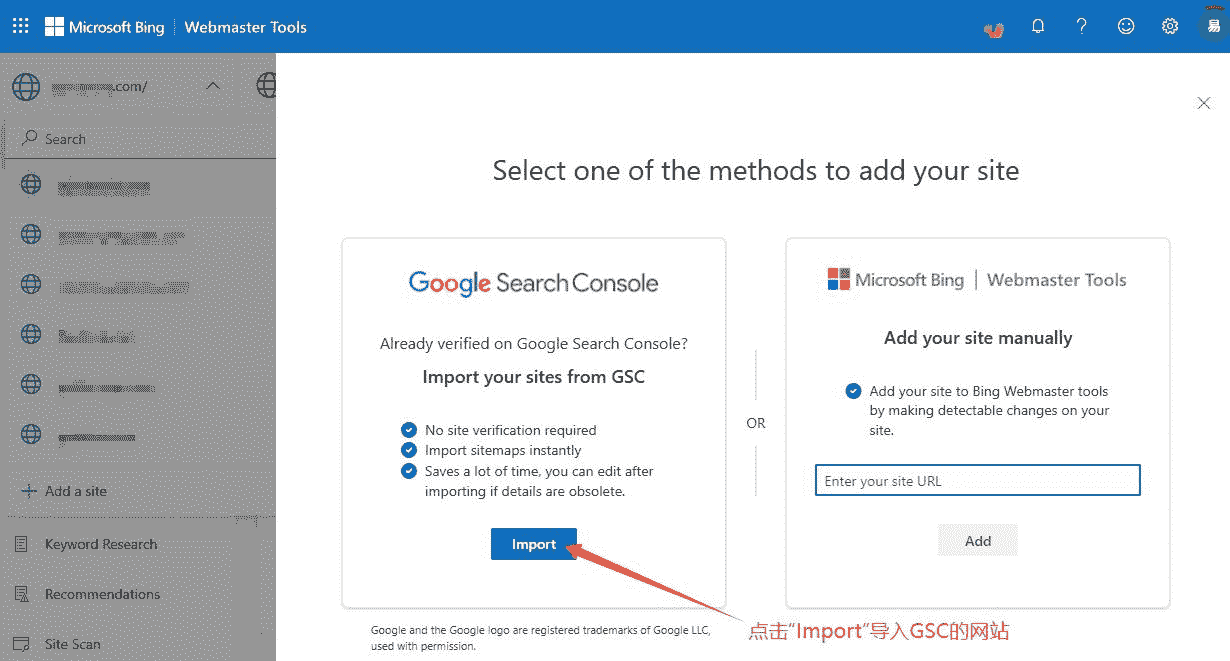 Microsoft Bing Webmaster Tools
易
.com/
Search
Add a site
Keyword Research
Recommendations
Site Scan
Select one of the methods to add your site
Google Search Console
Already verified on Google Search Console?
Import your sites from GSC
No site verification required
Import sitemaps instantly
Saves a lot of time, you can edit after
importing if details are obsolete.
Import
Google and the Google logo are registered trademarks of Google LLC,
used with permission.
OR
Microsoft Bing Webmaster Tools
Add your site manually
Add your site to Bing Webmaster tools
by making detectable changes on your
site.
Enter your site URL
Add
点击“Import”导入GSC的网站